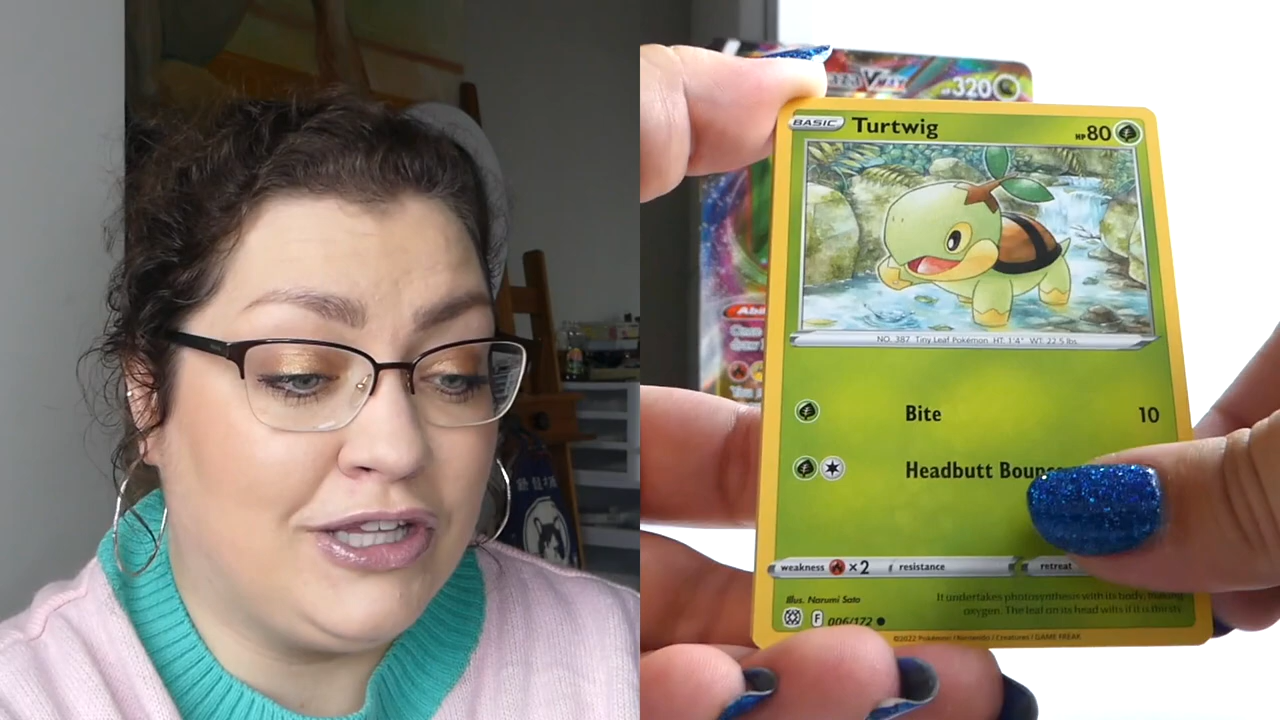 320
BASIC Turtwig HP 80
NO. 387 Tiny Leaf Pokémon HT. 1'4" WT. 22.5 lbs.
Bite 10
Headbutt
weakness ×2 resistance retreat
Illus. Narumi Sato
It undertakes photosynthesis with its body, making
oxygen. The leaf on its head wilts if it is thirsty.
F 006/172
©2022 Pokémon / Nintendo / Creatures / GAME FREAK